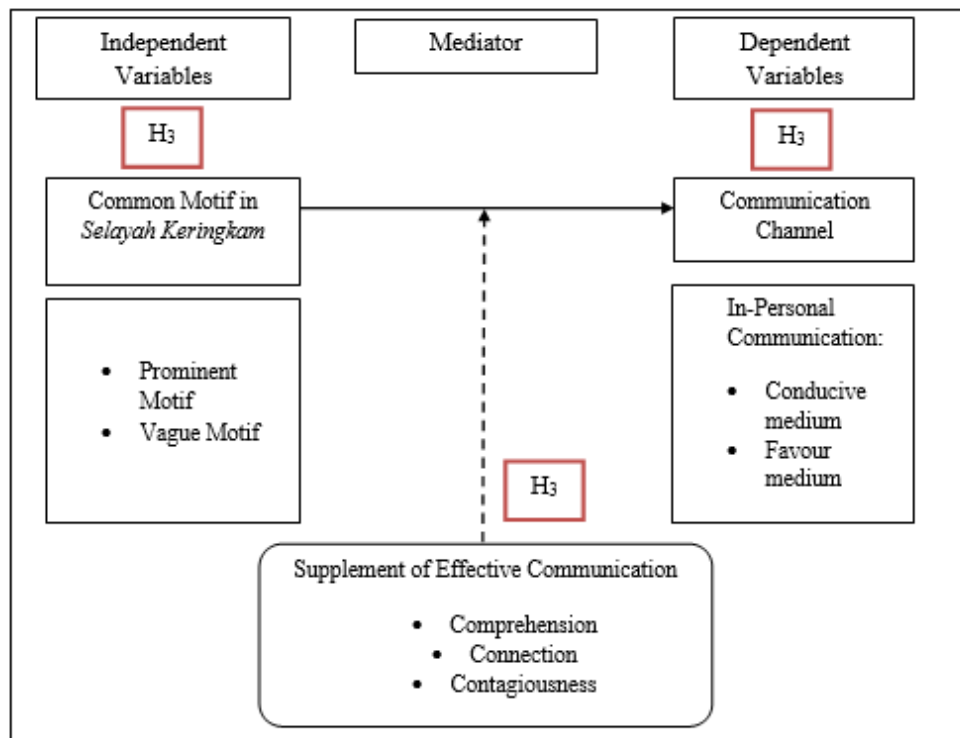 Independent
Variables
Mediator
Dependent
Variables
H₃
H₃
Common Motif in
Selayah Keringkam
Communication
Channel
• Prominent
Motif
• Vague Motif
In-Personal
Communication:
• Conducive
medium
• Favour
medium
H₃
Supplement of Effective Communication
• Comprehension
• Connection
• Contagiousness